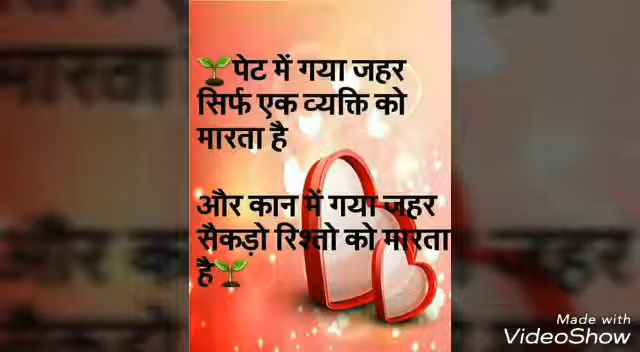 🌱पेट में गया जहर
सिर्फ एक व्यक्ति को
मारता है
और कान में गया जहर
सैकड़ो रिश्तो को मारता
है🌱
Made with
VideoShow